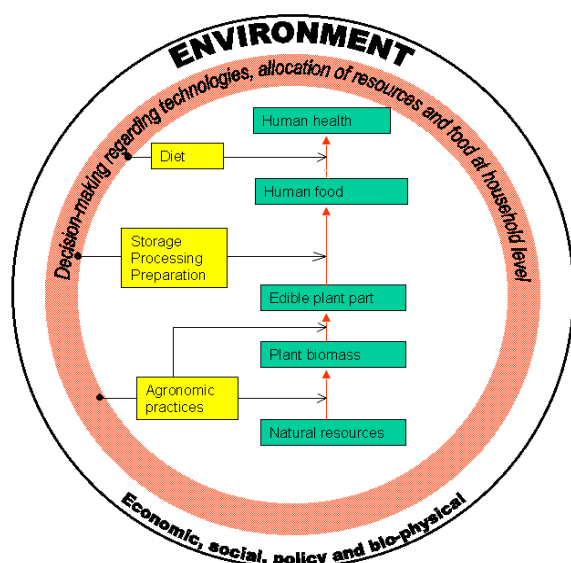 ENVIRONMENT
Decision-making regarding technologies, allocation of resources and food at household level
Human health
Diet
Human food
Storage
Processing
Preparation
Edible plant part
Plant biomass
Agronomic
practices
Natural resources
Economic, social, policy and bio-physical